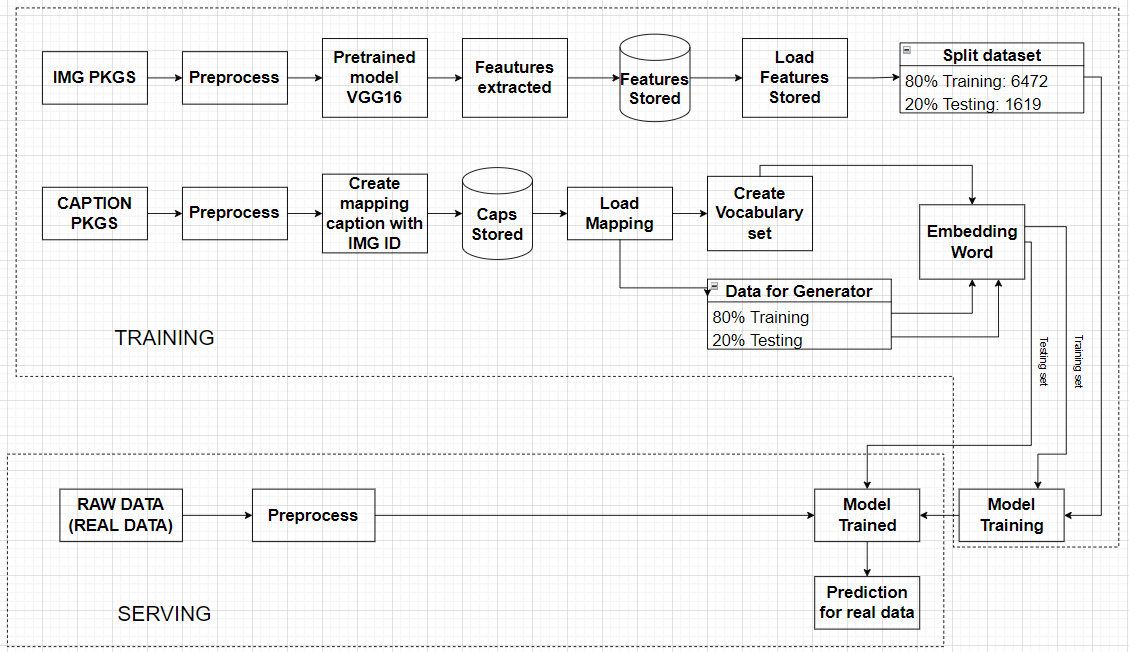 IMG PKGS
Preprocess
Pretrained
model
VGG16
Feautures
extracted
Features
Stored
Load
Features
Stored
Split dataset
80% Training: 6472
20% Testing: 1619
CAPTION
PKGS
Preprocess
Create
mapping
caption with
IMG ID
Caps
Stored
Load
Mapping
Create
Vocabulary
set
Embedding
Word
Data for Generator
80% Training
20% Testing
TRAINING
Testing set
Training set
RAW DATA
(REAL DATA)
Preprocess
Model
Trained
Model
Training
Prediction
for real data
SERVING